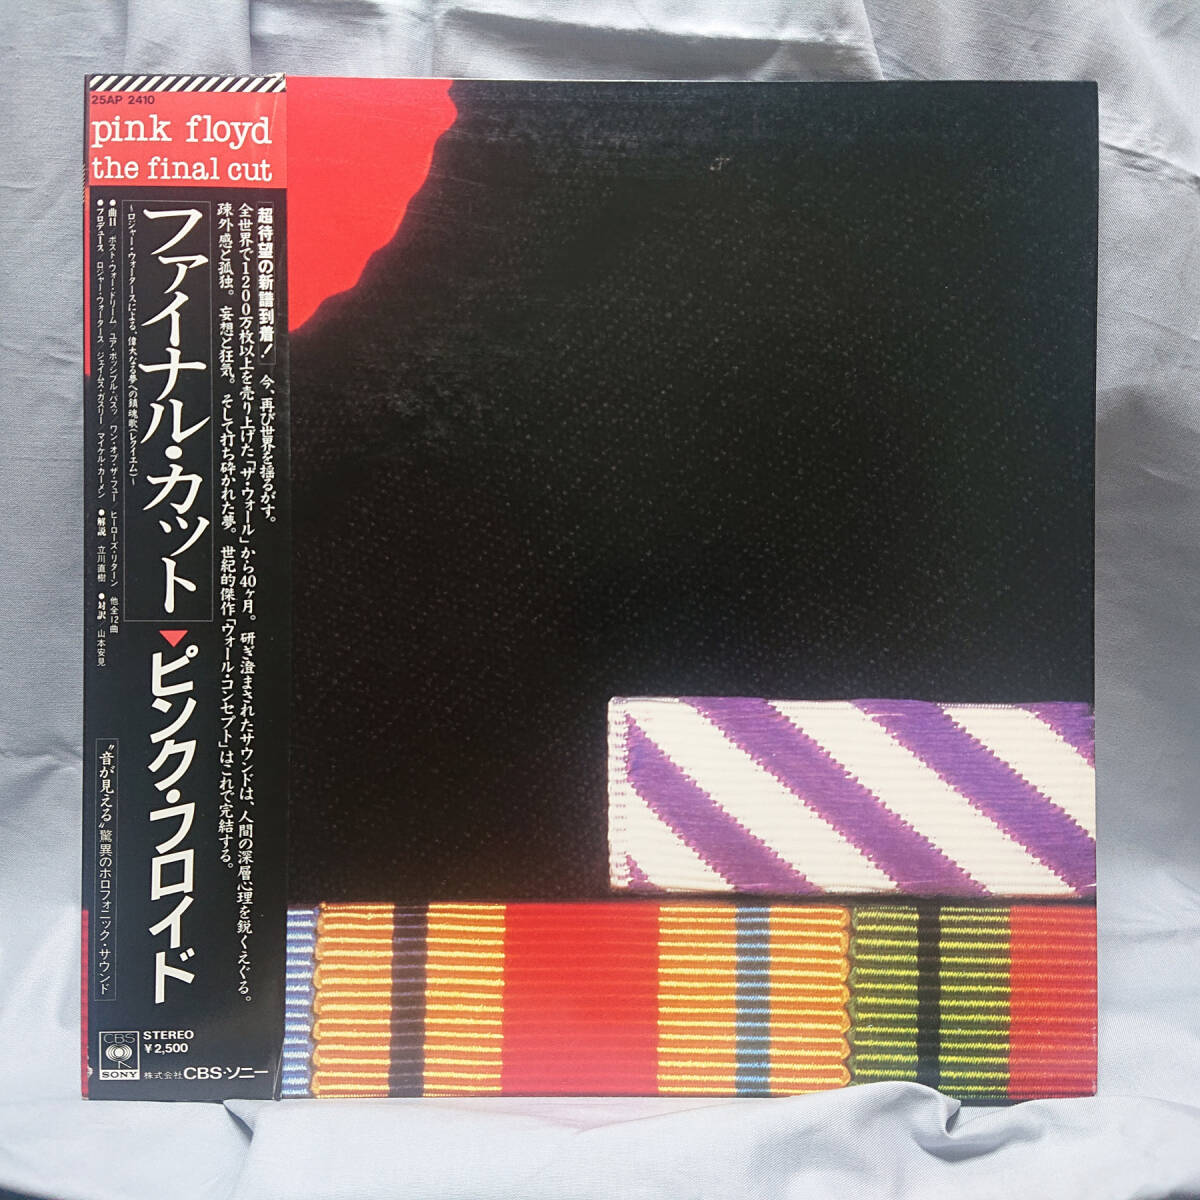 25AP 2410
pink floyd
the final cut
超待望の新譜到着! 今、再び世界を揺るがす。
全世界で1200万枚以上を売り上げた「ザ・ウォール」から40ヶ月。 研ぎ澄まされたサウンドは、人間の深層心理を鋭くえぐる。
疎外感と孤独。 妄想と狂気。 そして打ち砕かれた夢。 世紀的傑作「ウォール・コンセプト」はこれで完結する。
ファイナル・カット▼ピンク・フロイド
~ロジャー・ウォータースによる、偉大なる夢への鎮魂歌(レクイエム)~
●曲目/ポスト・ウォー・ドリーム/ユア・ポッシブル・パスツ/ワン・オブ・ザ・フュー/ヒーローズ・リターン 他全12曲
●プロデュース/ロジャー・ウォータース/ジェイムス・ガスリー/マイケル・カーメン ●解説/立川直樹 ●対訳/山本安見
"音が見える"驚異のホロフォニック・サウンド
CBS
SONY
STEREO
¥2,500
株式会社 CBS・ソニー